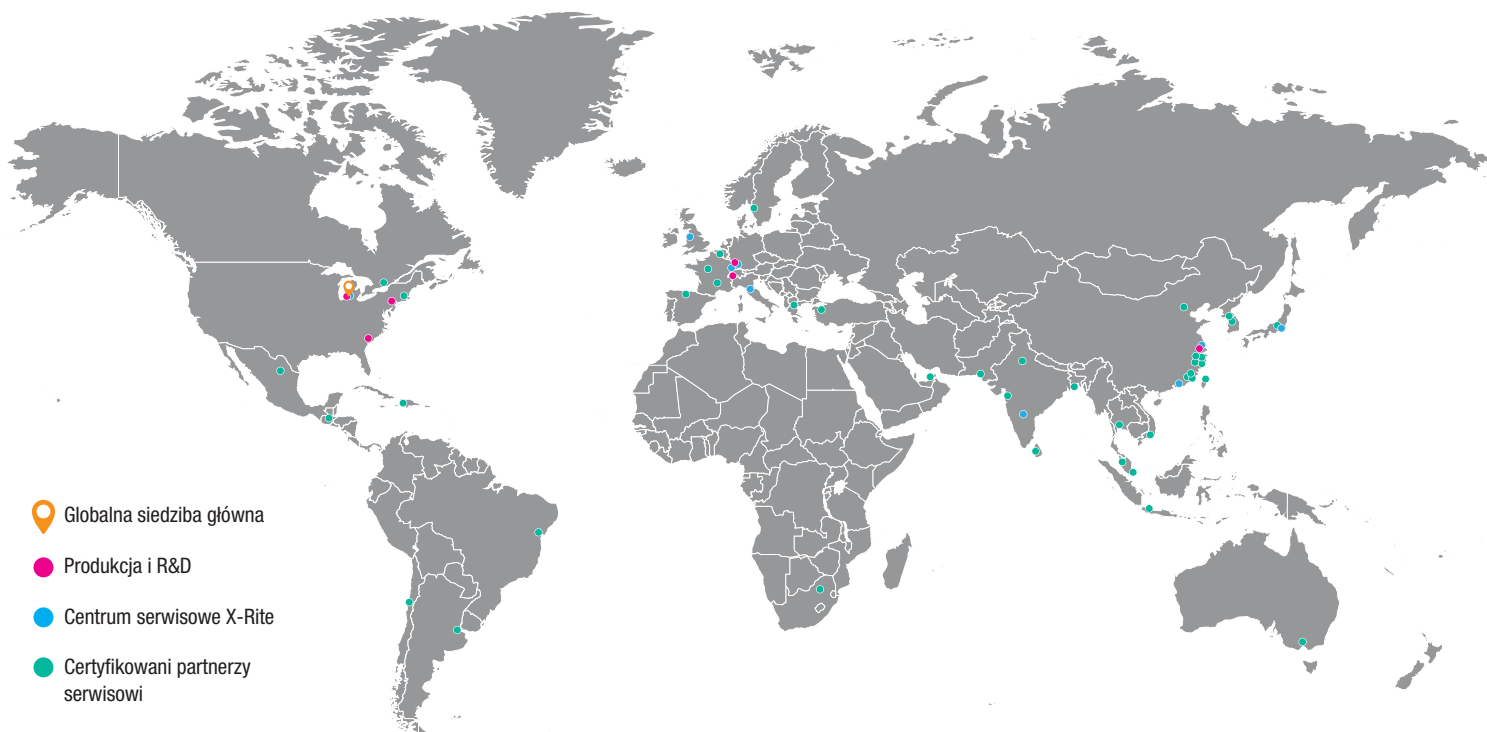 Globalna siedziba główna
Produkcja i R&D
Centrum serwisowe X-Rite
Certyfikowani partnerzy
serwisowi